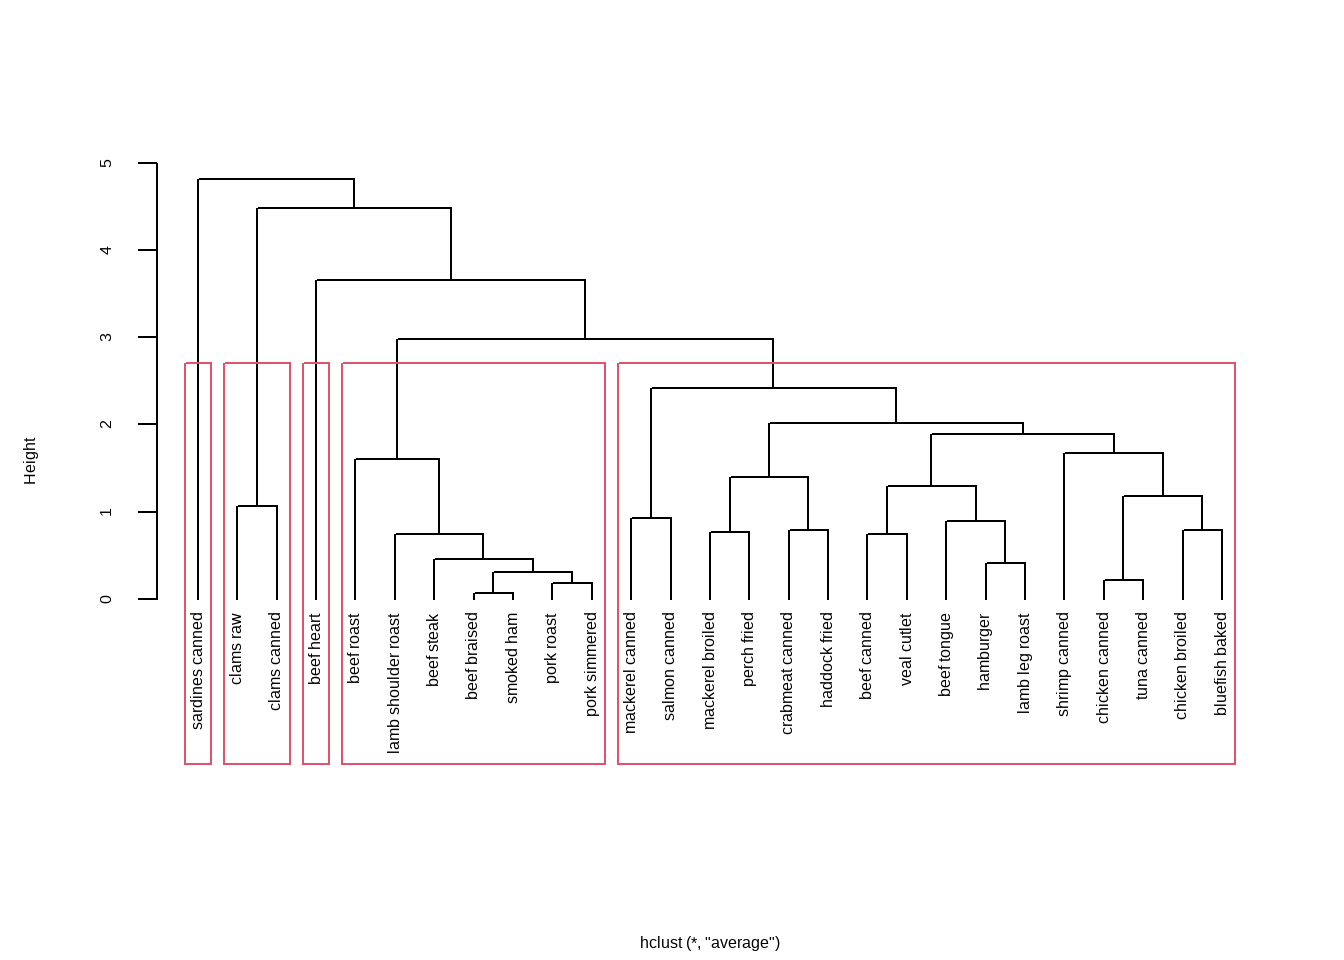 5
4
3
2
1
0
Height
sardines canned
clams raw
clams canned
beef heart
beef roast
lamb shoulder roast
beef steak
beef braised
smoked ham
pork roast
pork simmered
mackerel canned
salmon canned
mackerel broiled
perch fried
crabmeat canned
haddock fried
beef canned
veal cutlet
beef tongue
hamburger
lamb leg roast
shrimp canned
chicken canned
tuna canned
chicken broiled
bluefish baked
hclust (*, "average")